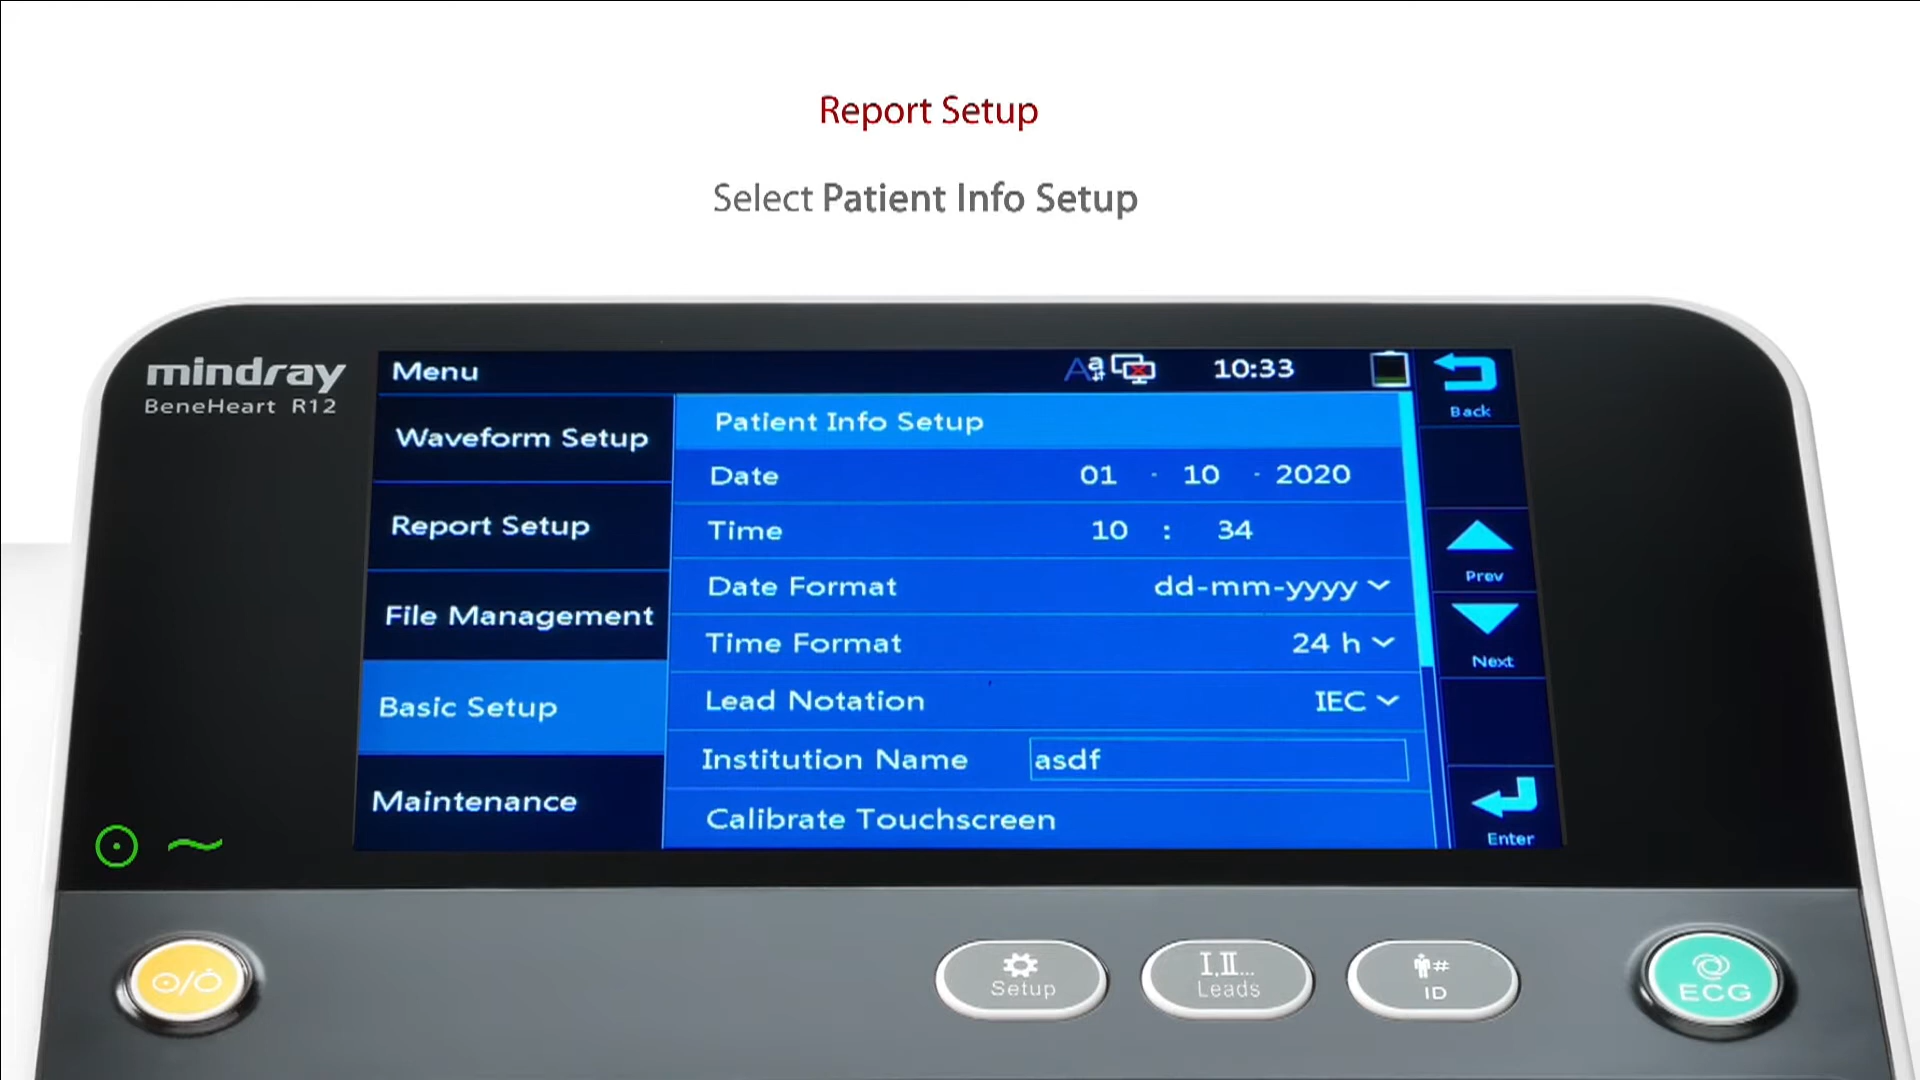 Report Setup
Select Patient Info Setup
mindray
BeneHeart R12
Menu
Aa
10:33
Back
Waveform Setup
Report Setup
File Management
Basic Setup
Maintenance
Patient Info Setup
Date 01 - 10 - 2020
Time 10 : 34
Date Format dd-mm-yyyy
Time Format 24 h
Lead Notation IEC
Institution Name asdf
Calibrate Touchscreen
Prev
Next
Enter
Setup
I,II...
Leads
#
ID
ECG